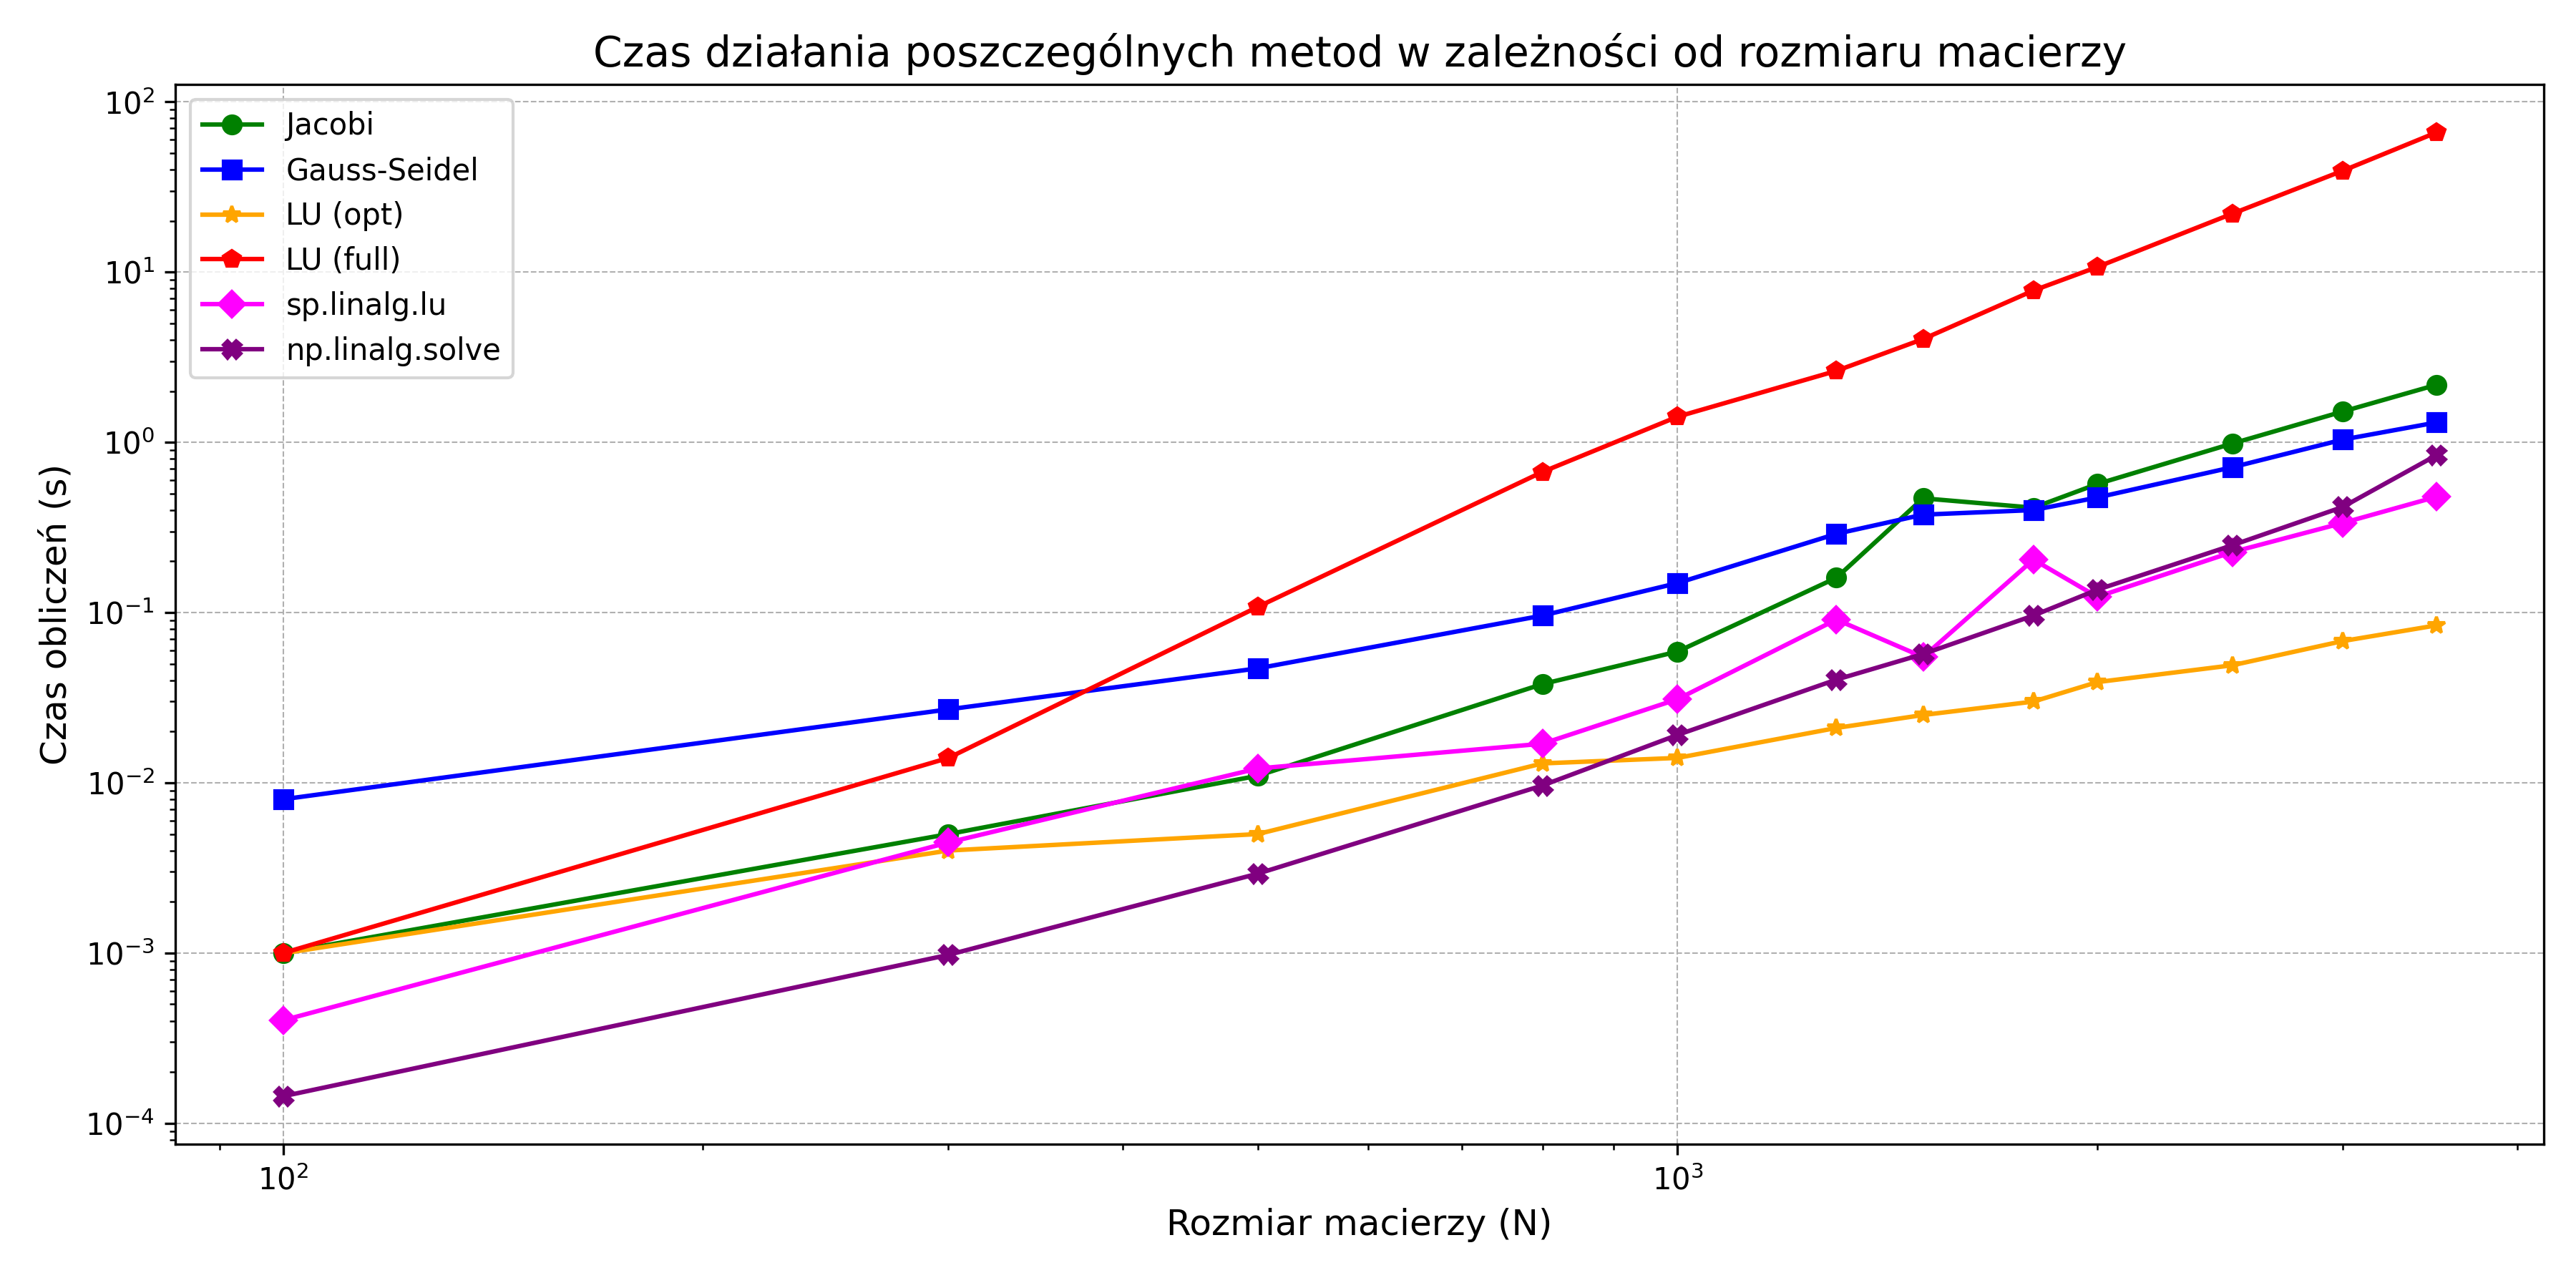 Czas działania poszczególnych metod w zależności od rozmiaru macierzy
10²
10¹
10⁰
10⁻¹
10⁻²
10⁻³
10⁻⁴
Czas obliczeń (s)
Jacobi
Gauss-Seidel
LU (opt)
LU (full)
sp.linalg.lu
np.linalg.solve
10²
10³
Rozmiar macierzy (N)